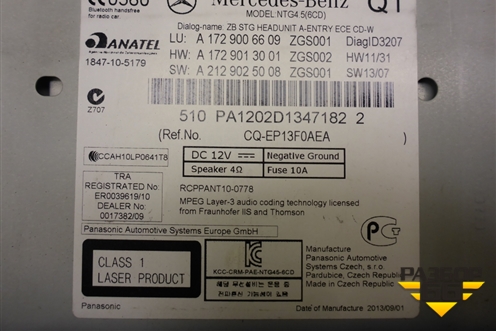 0580
Mercedes-Benz
QT
Bluetooth handsfree
for radio car
MODEL:NTG4.5(6CD)
Dialog-name: ZB STG HEADUNIT A-ENTRY ECE CD-W
ANATEL
LU: A 172 900 66 09 ZGS001 DiagID3207
HW: A 172 901 30 01 ZGS002 HW11/31
1847-10-5179
SW: A 212 902 50 08 ZGS001 SW13/07
Z707
510 PA1202D1347182 2
(Ref.No.) CQ-EP13F0AEA
CCAH10LP0641T8
DC 12V Negative Ground
Speaker 4Ω Fuse 10A
TRA
REGISTERED No:
ER0039619/10
DEALER No:
0017382/09
RCPPANT10-0778
MPEG Layer-3 audio coding technology licensed
from Fraunhofer IIS and Thomson
Panasonic Automotive Systems Europe GmbH
CLASS 1
LASER PRODUCT
KCC-CRM-PAE-NTG45-6CD
Manufacture
Panasonic Automotive
Systems Czech, s.r.o
Pardubice, Czech Republic
Made in Czech Republic
Panasonic
Date of Manufacture 2013/09/01